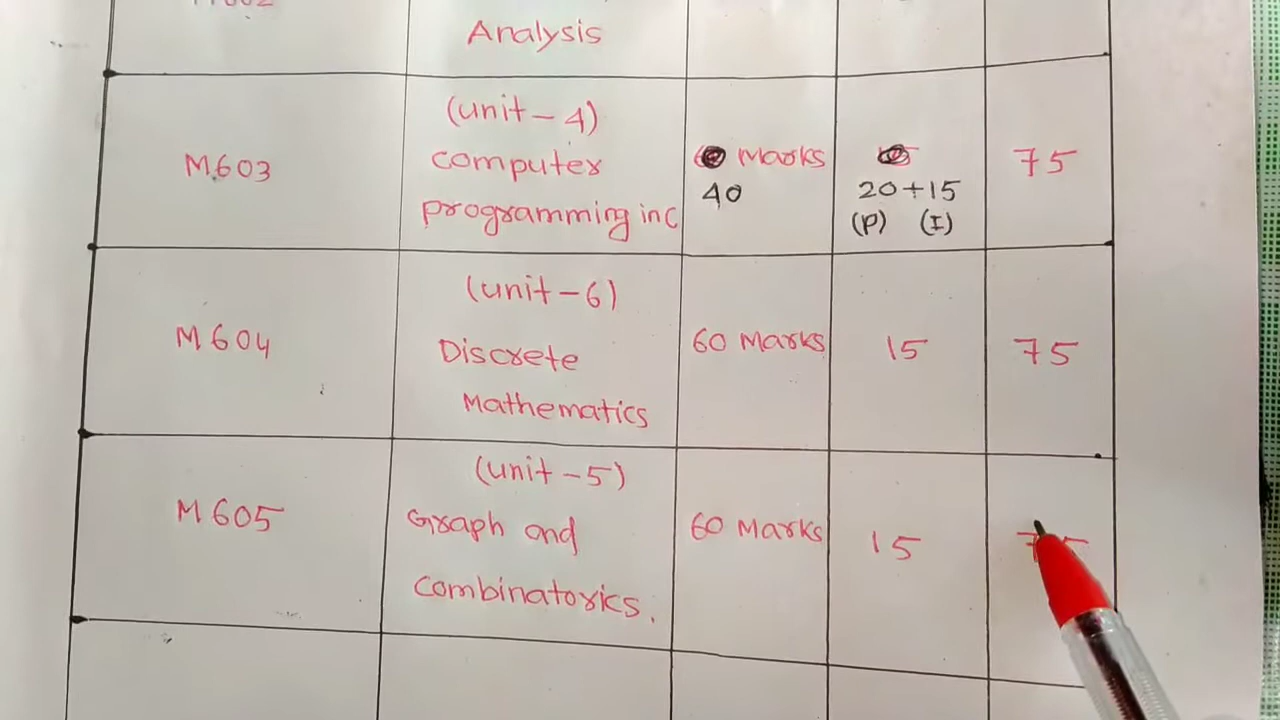 Analysis
(unit-4)
M603 computer Marks 75
programming in c 40 20+15
(P) (I)
(unit-6)
M604 Discrete 60 Marks 15 75
Mathematics
(unit-5)
M605 Graph and 60 Marks 15
Combinatorics.